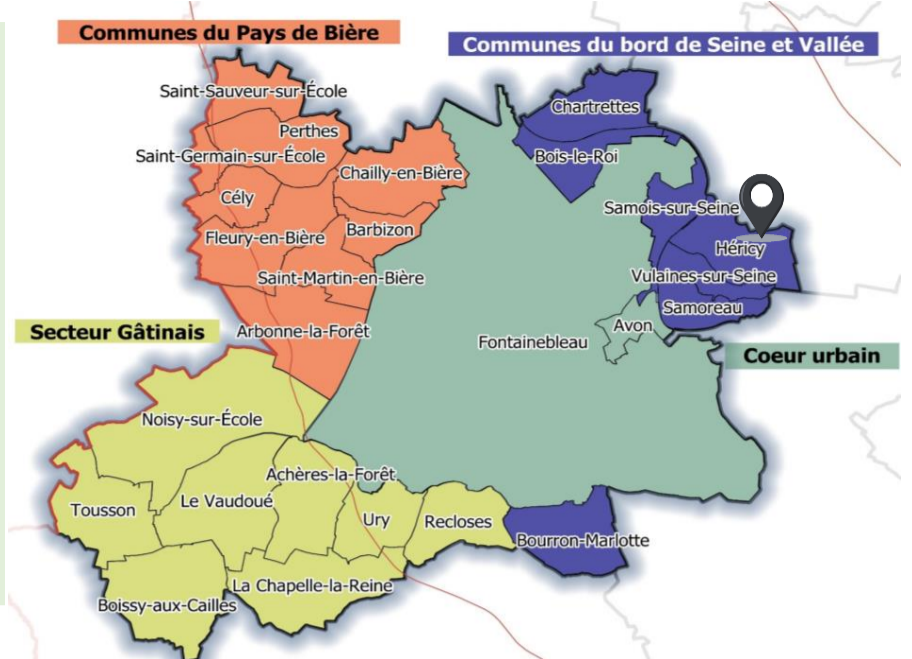 Communes du Pays de Bière
Communes du bord de Seine et Vallée
Saint-Sauveur-sur-École
Chartrettes
Perthes
Saint-Germain-sur-École
Bois-le-Roi
Chailly-en-Bière
Cély
Samois-sur-Seine
Barbizon
Fleury-en-Bière
Héricy
Saint-Martin-en-Bière
Vulaines-sur-Seine
Samoreau
Secteur Gâtinais
Arbonne-la-Forêt
Avon
Fontainebleau
Coeur urbain
Noisy-sur-École
Achères-la-Forêt
Le Vaudoué
Tousson
Ury
Recloses
Bourron-Marlotte
La Chapelle-la-Reine
Boissy-aux-Cailles